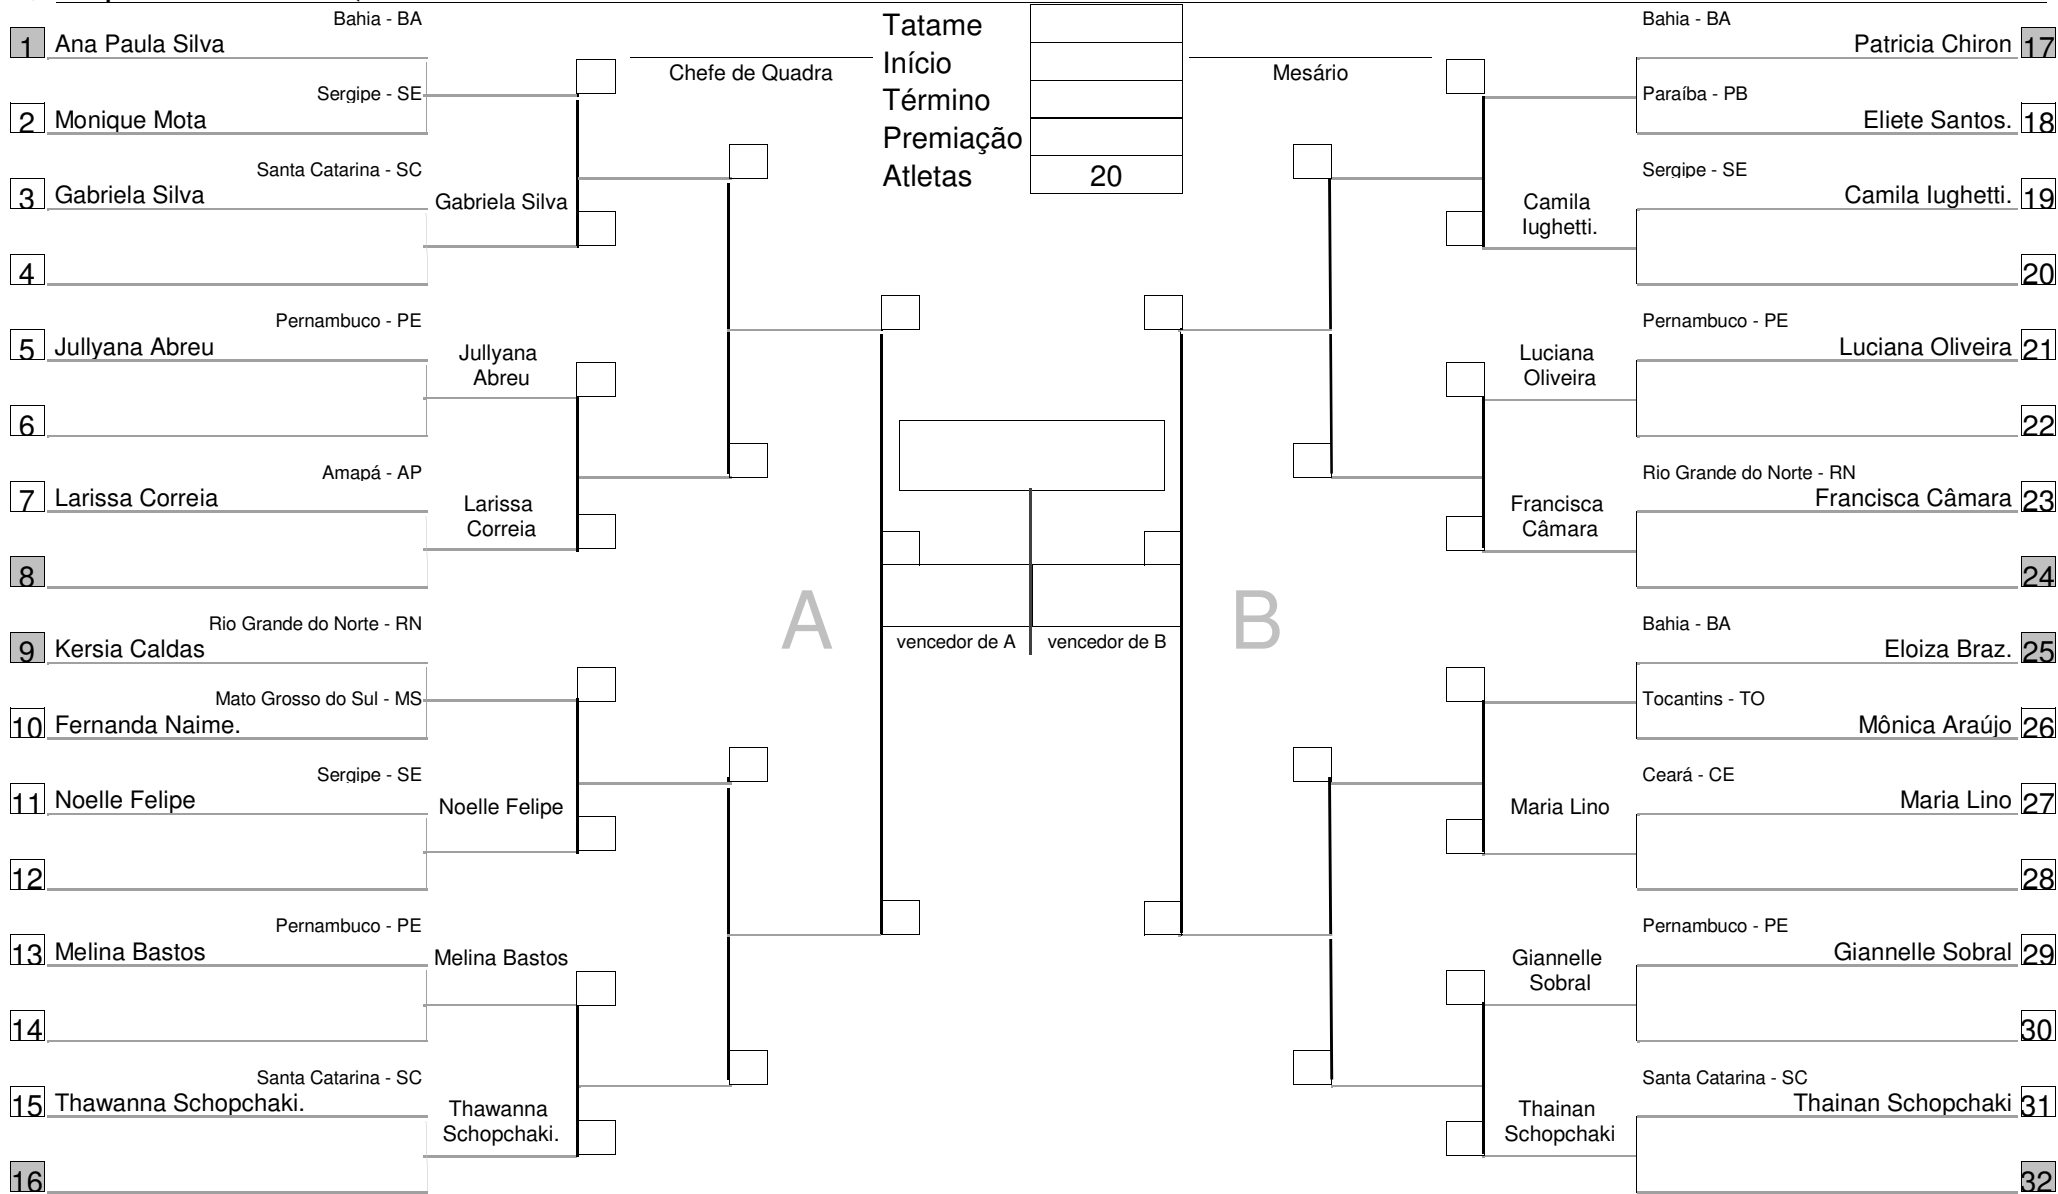 Bahia - BA
1 Ana Paula Silva
Sergipe - SE
2 Monique Mota
Santa Catarina - SC
3 Gabriela Silva
Gabriela Silva
4
Pernambuco - PE
5 Jullyana Abreu
Jullyana
Abreu
6
Amapá - AP
7 Larissa Correia
Larissa
Correia
8
Rio Grande do Norte - RN
9 Kersia Caldas
Mato Grosso do Sul - MS
10 Fernanda Naime.
Sergipe - SE
11 Noelle Felipe
Noelle Felipe
12
Pernambuco - PE
13 Melina Bastos
Melina Bastos
14
Santa Catarina - SC
15 Thawanna Schopchaki.
Thawanna
Schopchaki.
16
Chefe de Quadra
Tatame
Início
Término
Premiação
Atletas 20
Mesário
A
B
vencedor de A
vencedor de B
Bahia - BA
Patricia Chiron 17
Paraíba - PB
Eliete Santos. 18
Sergipe - SE
Camila Iughetti. 19
Camila
Iughetti.
20
Pernambuco - PE
Luciana Oliveira 21
Luciana
Oliveira
22
Rio Grande do Norte - RN
Francisca Câmara 23
Francisca
Câmara
24
Bahia - BA
Eloiza Braz. 25
Tocantins - TO
Mônica Araújo 26
Ceará - CE
Maria Lino 27
Maria Lino
28
Pernambuco - PE
Giannelle Sobral 29
Giannelle
Sobral
30
Santa Catarina - SC
Thainan Schopchaki 31
Thainan
Schopchaki
32